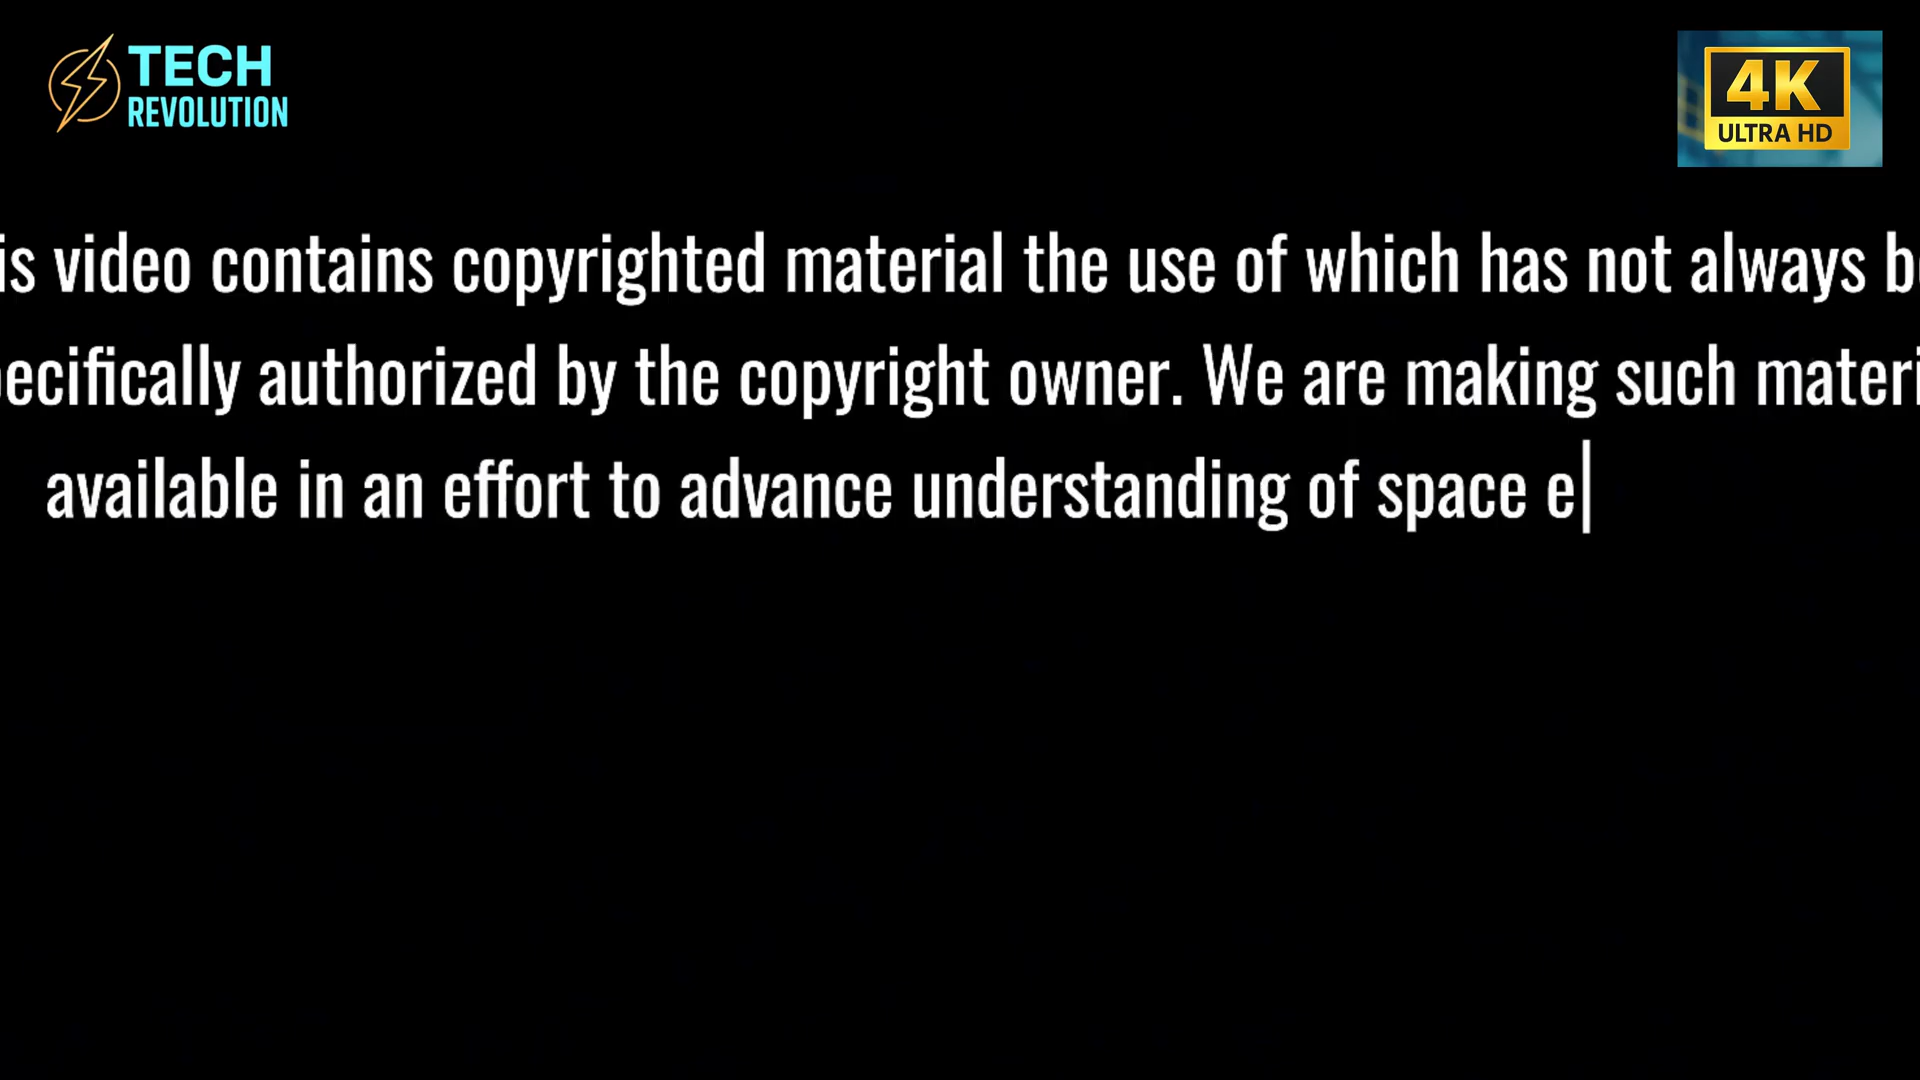 TECH
REVOLUTION
4K
ULTRA HD
is video contains copyrighted material the use of which has not always b
pecifically authorized by the copyright owner. We are making such materi
available in an effort to advance understanding of space e